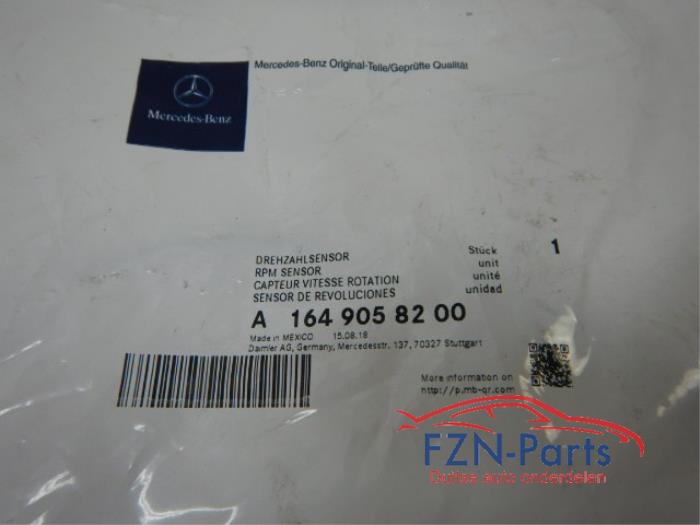 Mercedes-Benz Original-Teile/Geprüfte Qualität
Mercedes-Benz
DREHZAHLSENSOR
RPM SENSOR
CAPTEUR VITESSE ROTATION
SENSOR DE REVOLUCIONES
Stück 1
unit
unité
unidad
A 164 905 82 00
Made in MEXICO 15.08.18
Daimler AG, Germany, Mercedesstr. 137, 70327 Stuttgart
More information on
http://p.mb-qr.com
FZN-Parts
Duitse auto onderdelen